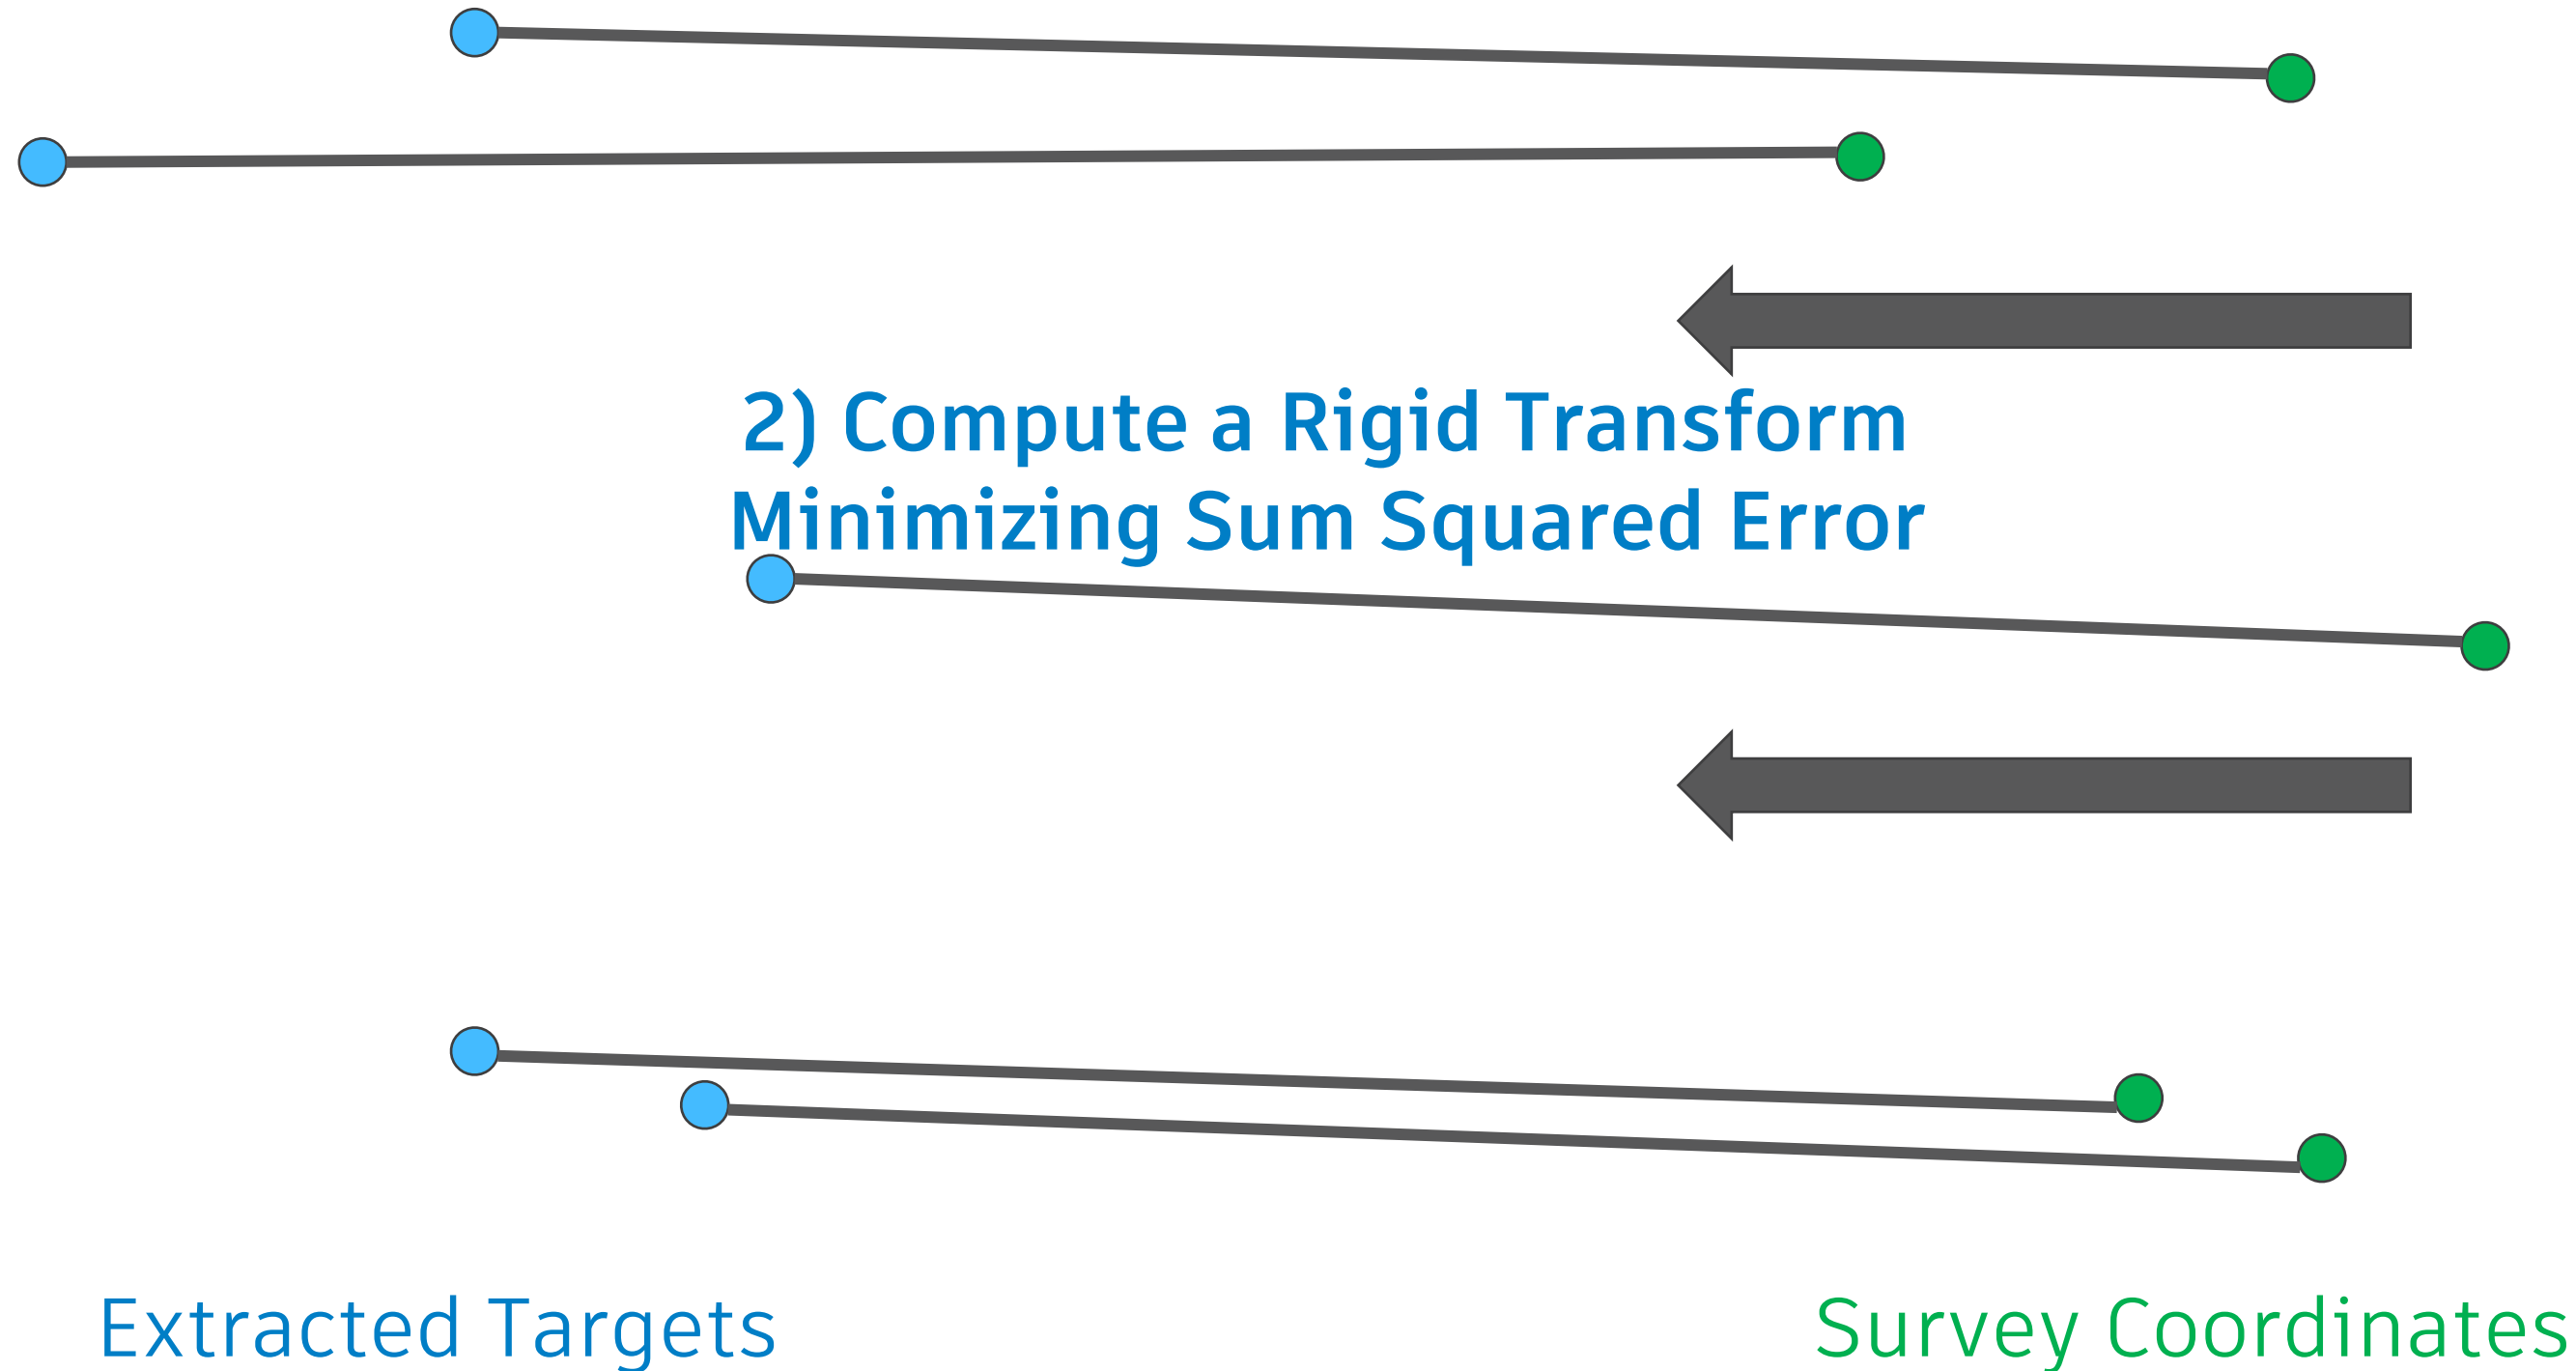 2) Compute a Rigid Transform
Minimizing Sum Squared Error
Extracted Targets
Survey Coordinates